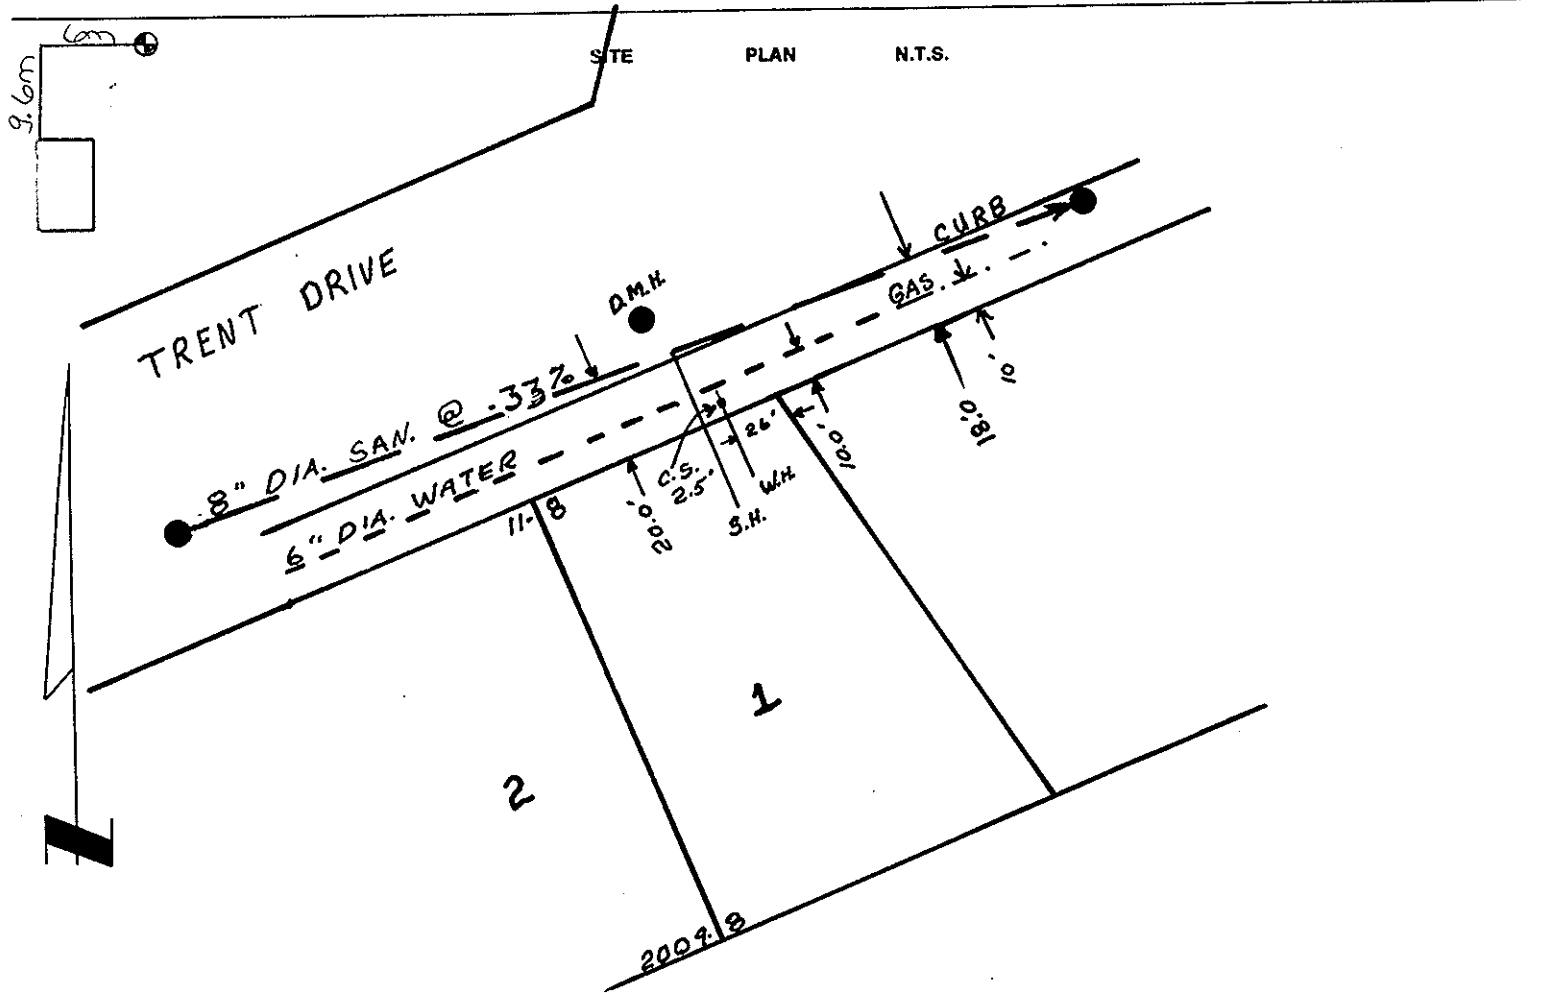 SITE PLAN N.T.S.
6m
9.6m
TRENT DRIVE
D.M.H.
CURB
GAS.
8" DIA. SAN. @ .33%
6" DIA. WATER
10.'
18.0'
10.0'
26'
C.S.
2.5'
W.H.
S.H.
20.0'
11-8
1
2
2009.8
N